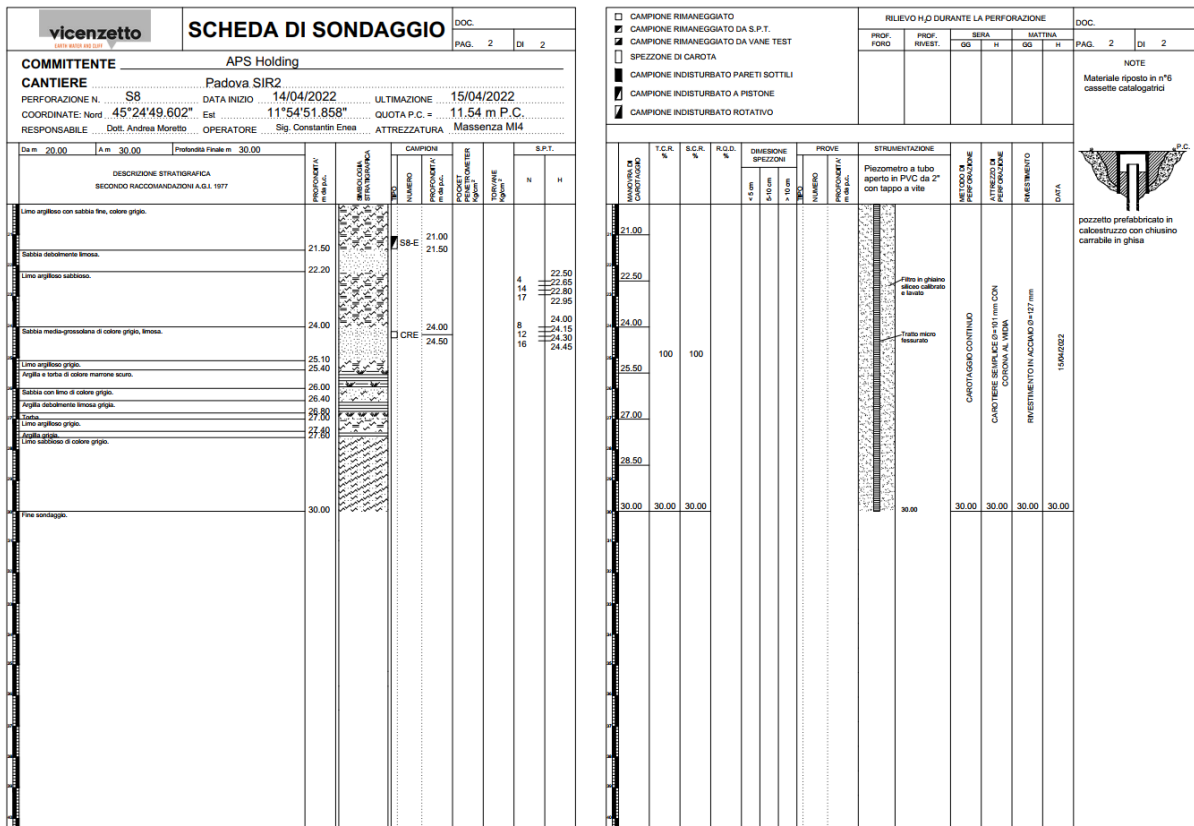 vicenzetto
EARTH WATER AND CLIFF
SCHEDA DI SONDAGGIO
DOC.
PAG. 2 DI 2
COMMITTENTE APS Holding
CANTIERE Padova SIR2
PERFORAZIONE N. S8 DATA INIZIO 14/04/2022 ULTIMAZIONE 15/04/2022
COORDINATE: Nord 45°24'49.602" Est 11°54'51.858" QUOTA P.C. = 11.54 m P.C.
RESPONSABILE Dott. Andrea Moretto OPERATORE Sig. Constantin Enea ATTREZZATURA Massenza MI4
Da m 20.00 A m 30.00 Profondità Finale m 30.00
DESCRIZIONE STRATIGRAFICA
SECONDO RACCOMANDAZIONI A.G.I. 1977
PROFONDITA' m da p.c.
SIMBOLOGIA STRATIGRAFICA
CAMPIONI
TIPO
NUMERO
PROFONDITA' m da p.c.
POCKET PENETROMETER Kg/cm²
TORVANE Kg/cm²
S.P.T.
N H
Limo argilloso con sabbia fine, colore grigio.
21.50
Sabbia debolmente limosa.
22.20
Limo argilloso sabbioso.
24.00
Sabbia media-grossolana di colore grigio, limosa.
25.10
Limo argilloso grigio.
25.40
Argilla e torba di colore marrone scuro.
26.00
Sabbia con limo di colore grigio.
26.40
Argilla debolmente limosa grigia.
26.80
Torba.
27.00
Limo argilloso grigio.
27.40
Argilla grigia.
27.60
Limo sabbioso di colore grigio.
30.00
Fine sondaggio.
S8-E
21.00
21.50
CRE
24.00
24.50
4
14
17
22.50
22.65
22.80
22.95
8
12
16
24.00
24.15
24.30
24.45
CAMPIONE RIMANEGGIATO
CAMPIONE RIMANEGGIATO DA S.P.T.
CAMPIONE RIMANEGGIATO DA VANE TEST
SPEZZONE DI CAROTA
CAMPIONE INDISTURBATO PARETI SOTTILI
CAMPIONE INDISTURBATO A PISTONE
CAMPIONE INDISTURBATO ROTATIVO
RILIEVO H₂O DURANTE LA PERFORAZIONE
PROF. FORO
PROF. RIVEST.
SERA
GG H
MATTINA
GG H
DOC.
PAG. 2 DI 2
NOTE
Materiale riposto in n°6
cassette catalogatrici
MANOVRA DI CAROTAGGIO
T.C.R. %
S.C.R. %
R.Q.D. %
DIMESIONE SPEZZONI
< 5 cm
5-10 cm
> 10 cm
PROVE
NUMERO
PROFONDITA' m da p.c.
STRUMENTAZIONE
Piezometro a tubo
aperto in PVC da 2"
con tappo a vite
METODO DI PERFORAZIONE
ATTREZZO DI PERFORAZIONE
RIVESTIMENTO
DATA
P.C.
pozzetto prefabbricato in
calcestruzzo con chiusino
carrabile in ghisa
21.00
22.50
24.00
25.50
27.00
28.50
100 100
Filtro in ghiaino
siliceo calibrato
e lavato
Tratto micro
fessurato
CAROTAGGIO CONTINUO
CAROTIERE SEMPLICE Ø=101 mm CON
CORONA AL WIDIA
RIVESTIMENTO IN ACCIAIO Ø=127 mm
15/04/2022
30.00 30.00 30.00 30.00 30.00 30.00 30.00 30.00